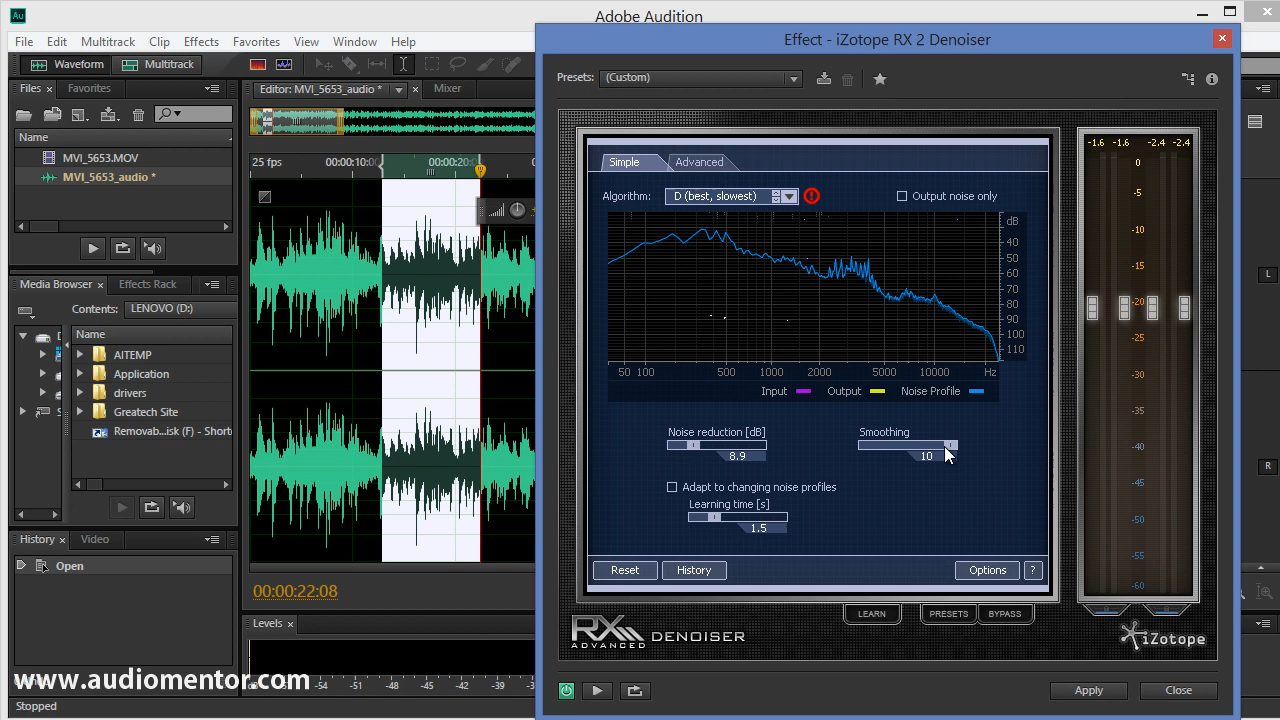 Au
Adobe Audition
File Edit Multitrack Clip Effects Favorites View Window Help
Waveform Multitrack
Files Favorites
Name
MVI_5653.MOV
MVI_5653_audio *
Media Browser
Contents: LENOVO (D:)
Name
AITEMP
Application
drivers
Greatech Site
Removab...isk (F) - Short
History Video
Open
Editor: MVI_5653_audio * Mixer
25 fps 00:00:10: 00:00:20:
00:00:22:08
Levels
-54 -51 -48 -45 -42 -39 -36
www.audiomentor.com
Stopped
Effect - iZotope RX 2 Denoiser
Presets: (Custom)
Simple Advanced
Algorithm: D (best, slowest) Output noise only
dB
40
50
60
70
80
90
100
110
50 100 500 1000 2000 5000 10000 Hz
Input Output Noise Profile
Noise reduction [dB] Smoothing
8.9 10
Adapt to changing noise profiles
Learning time [s]
1.5
Reset History Options ?
LEARN PRESETS BYPASS
RX ADVANCED DENOISER
iZotope
-1.6 -1.6 -2.4 -2.4
0
-5
-10
-15
-20
-25
-30
-35
-40
-45
-50
-55
-60
L
R
Apply Close